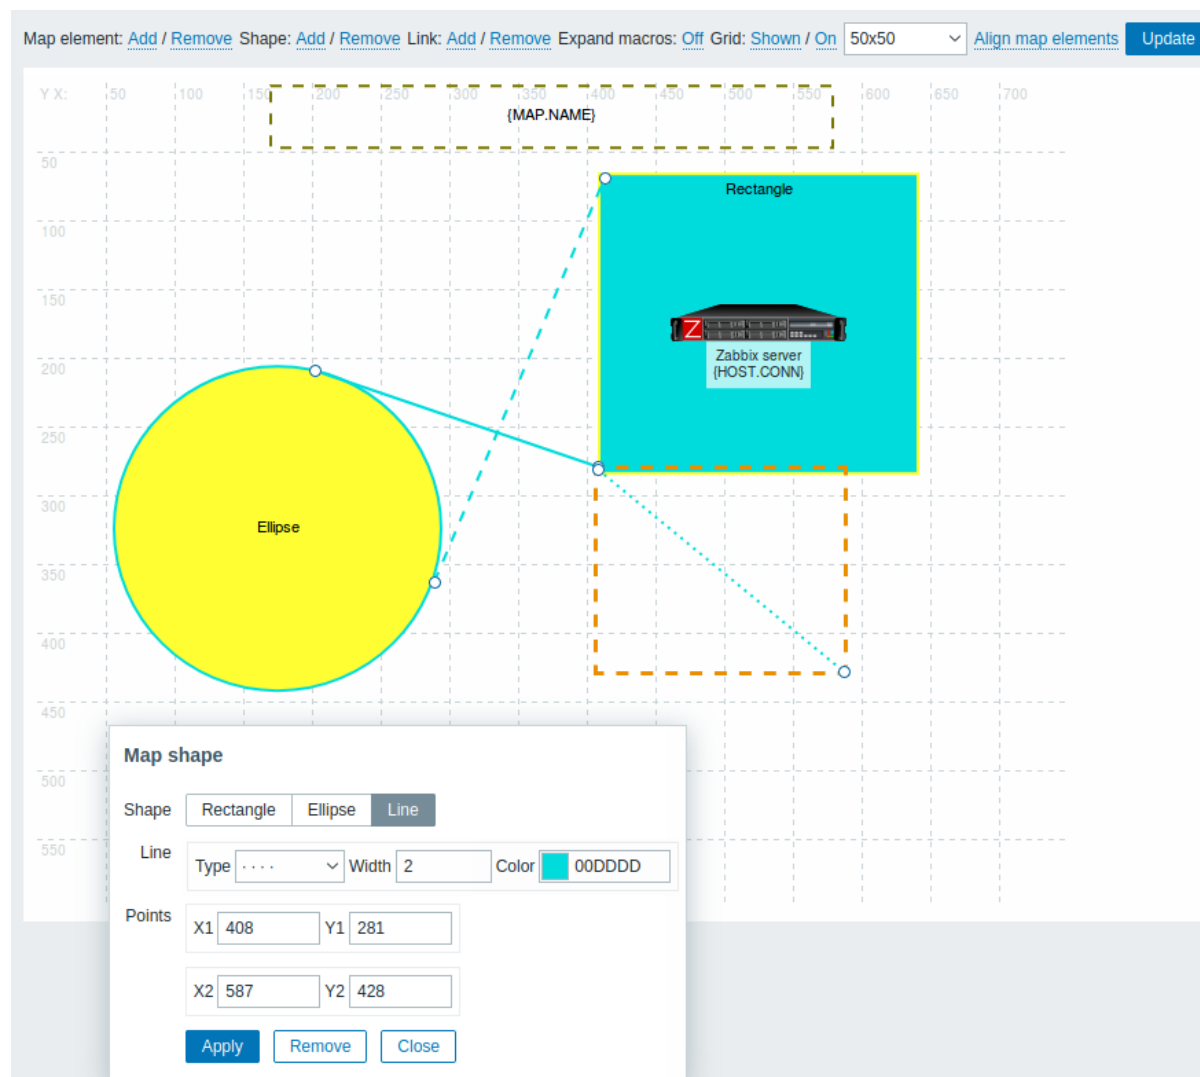 Map element: Add / Remove Shape: Add / Remove Link: Add / Remove Expand macros: Off Grid: Shown / On 50x50 Align map elements Update
Y X: 50 100 150 200 250 300 350 400 450 500 550 600 650 700
{MAP.NAME}
50
Rectangle
100
150
Z
Zabbix server
200
{HOST.CONN}
250
300
Ellipse
350
400
450
500
550
Map shape
Shape Rectangle Ellipse Line
Line Type · · · · Width 2 Color 00DDDD
Points X1 408 Y1 281
X2 587 Y2 428
Apply Remove Close